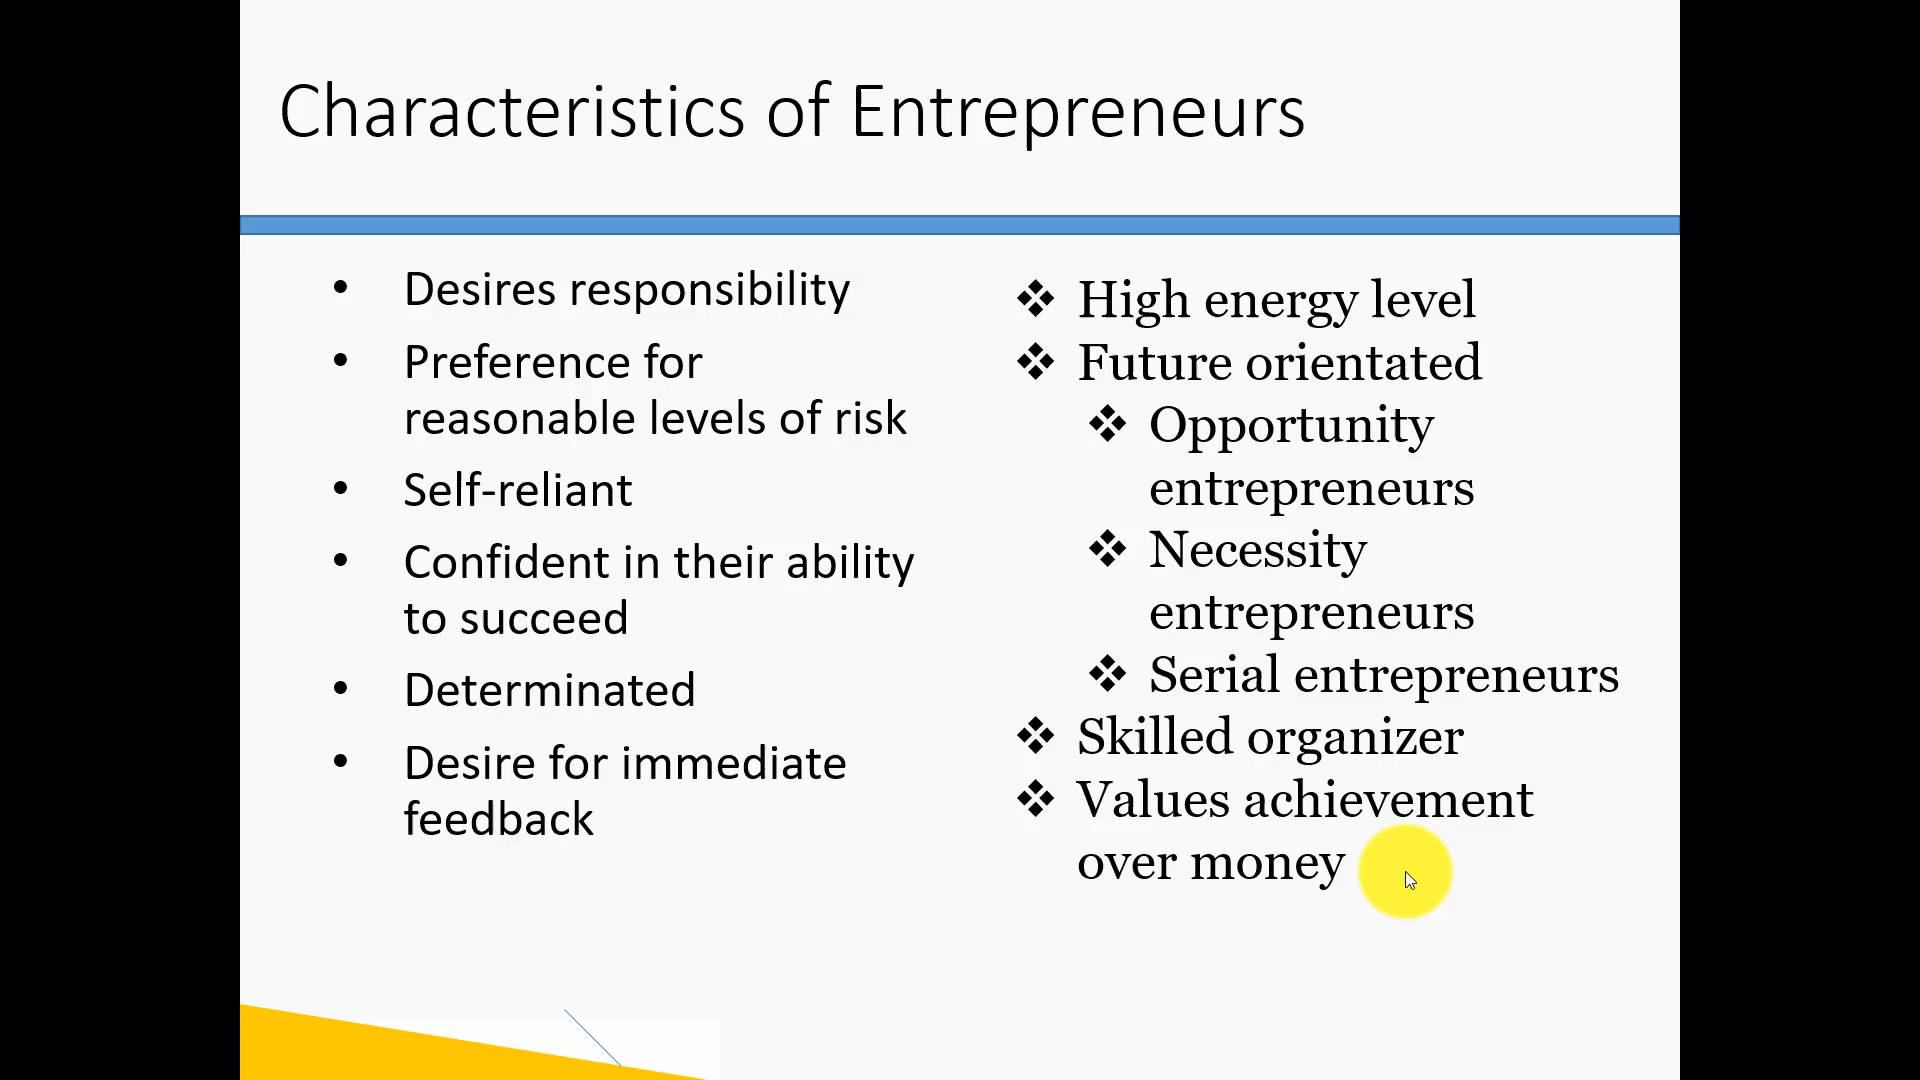 Characteristics of Entrepreneurs
• Desires responsibility
• Preference for
reasonable levels of risk
• Self-reliant
• Confident in their ability
to succeed
• Determinated
• Desire for immediate
feedback
❖ High energy level
❖ Future orientated
❖ Opportunity
entrepreneurs
❖ Necessity
entrepreneurs
❖ Serial entrepreneurs
❖ Skilled organizer
❖ Values achievement
over money